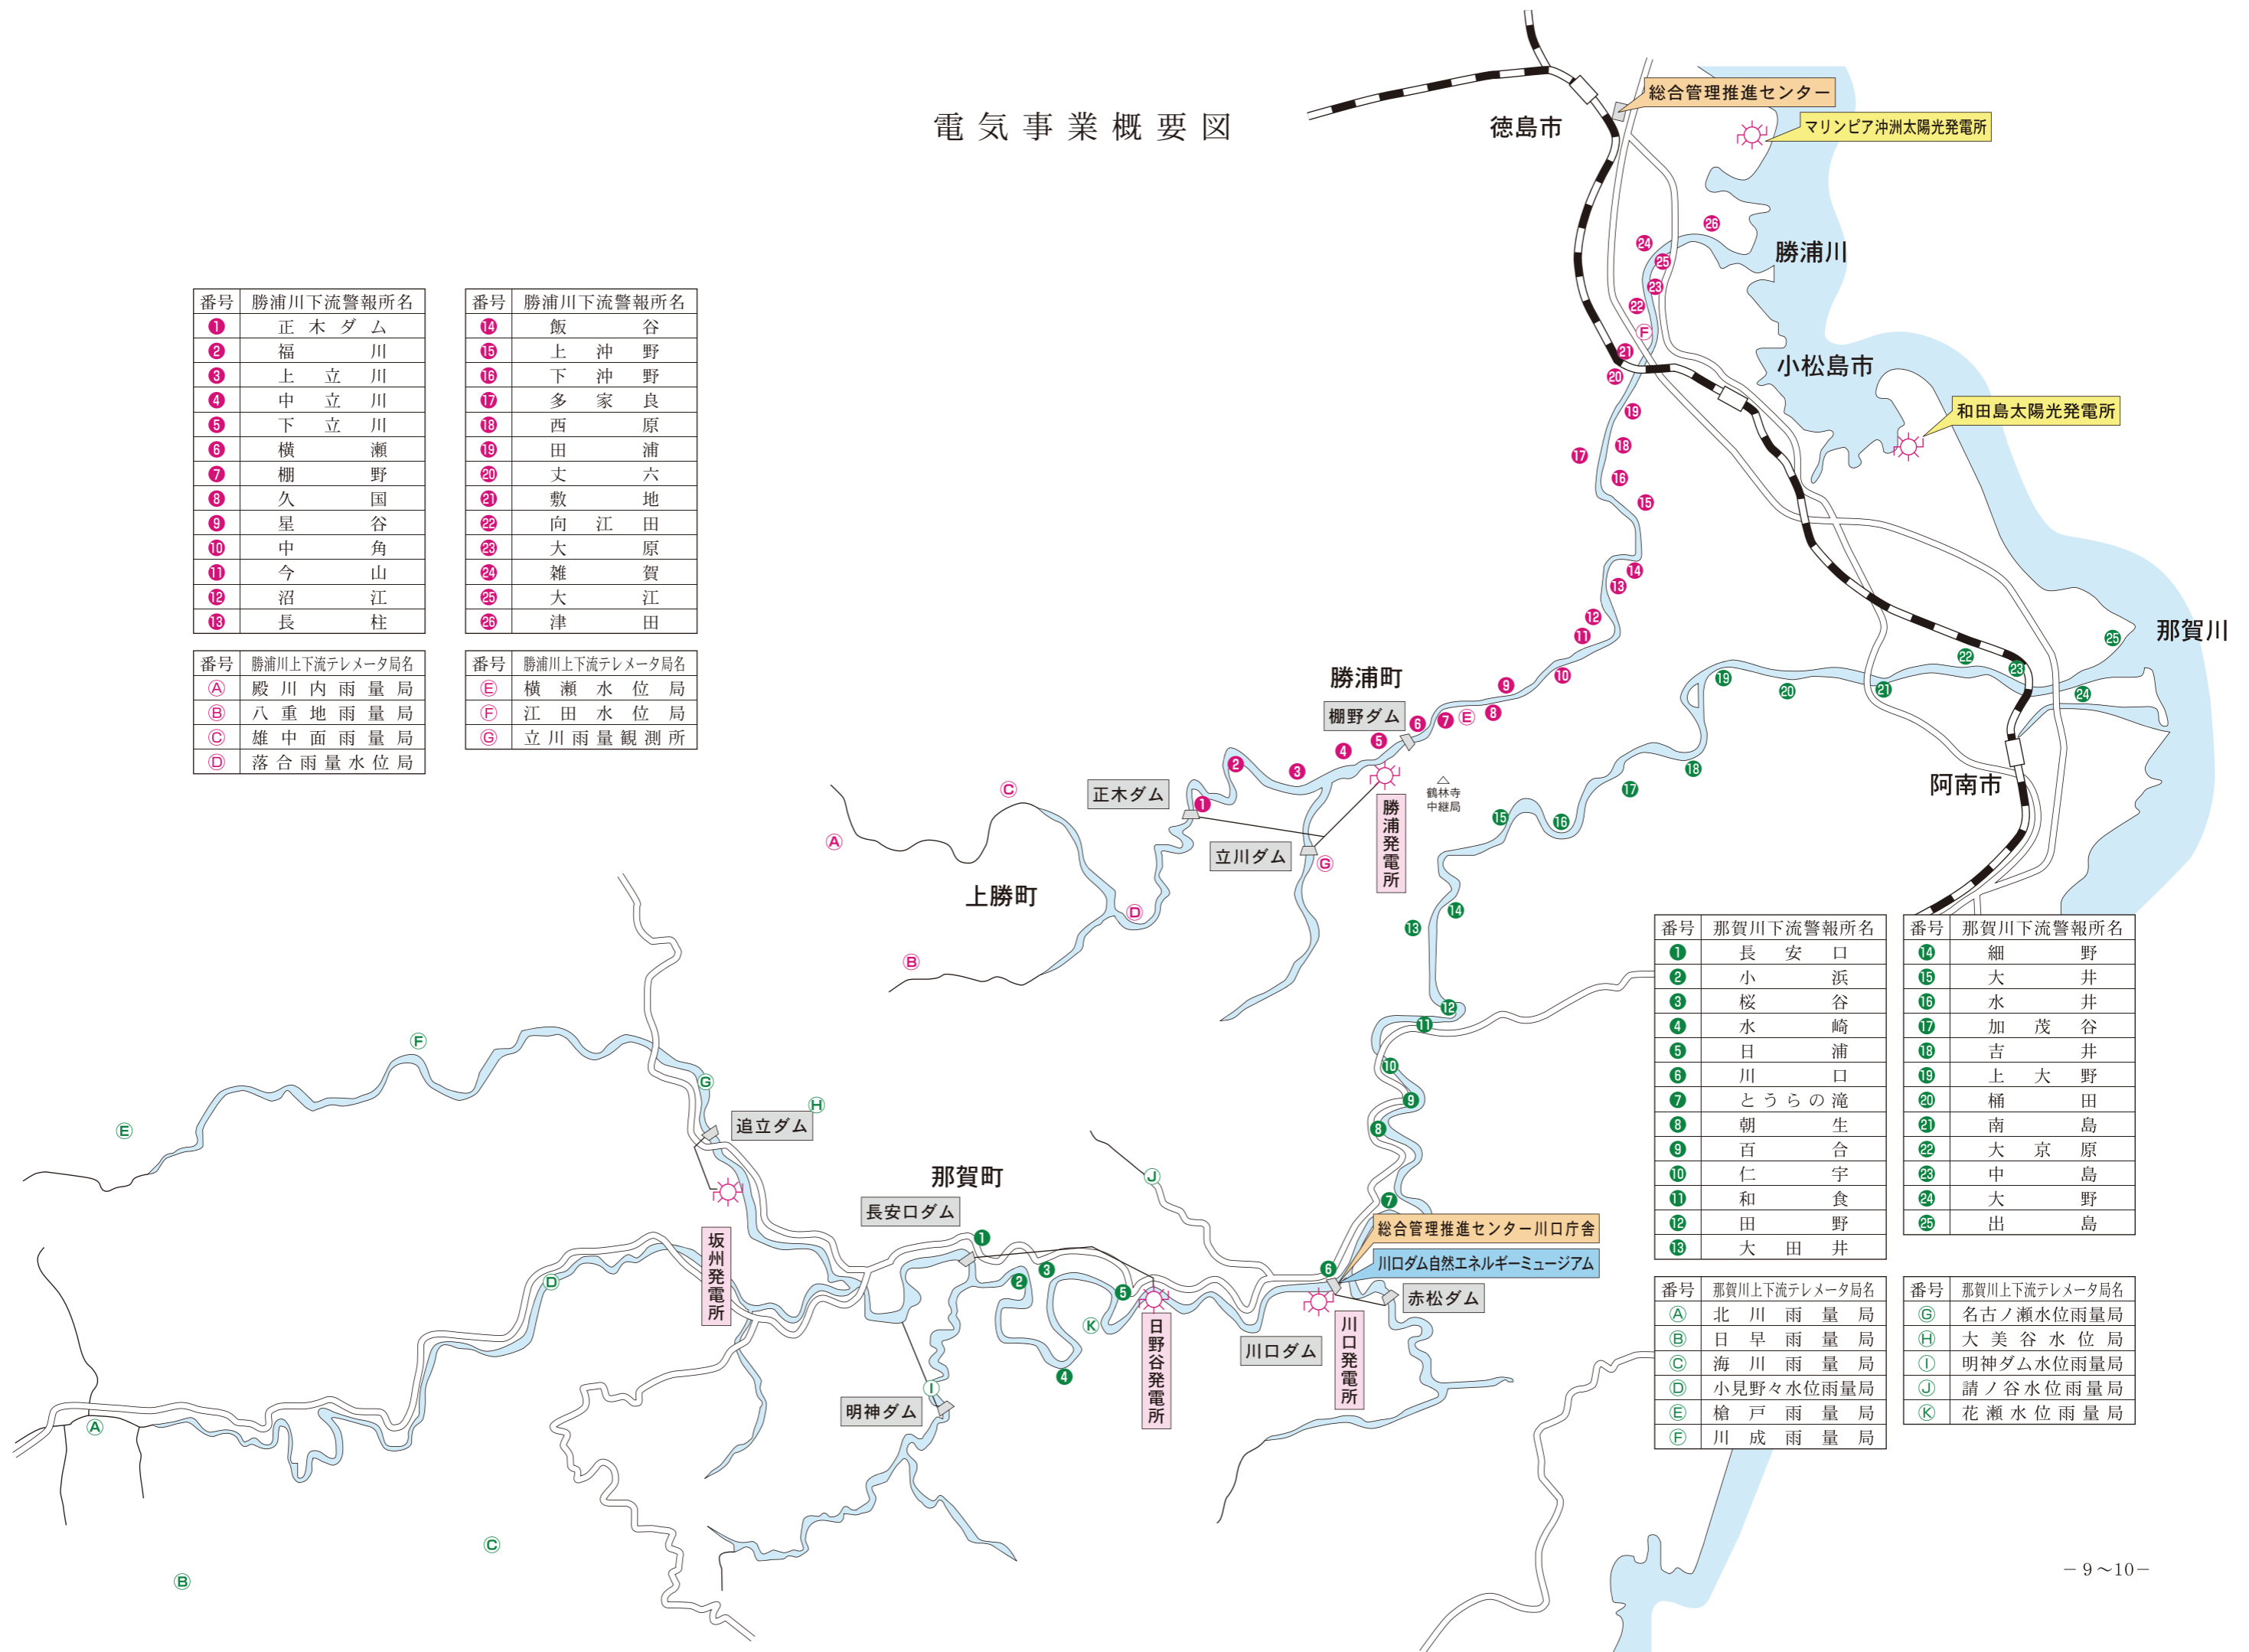 電気事業概要図
徳島市
総合管理推進センター
マリンピア沖洲太陽光発電所
勝浦川
小松島市
和田島太陽光発電所
那賀川
阿南市
勝浦町
棚野ダム
正木ダム
立川ダム
勝浦発電所
鶴林寺
中継局
上勝町
追立ダム
坂州発電所
那賀町
長安口ダム
明神ダム
日野谷発電所
総合管理推進センター川口庁舎
川口ダム自然エネルギーミュージアム
赤松ダム
川口ダム
川口発電所
番号 勝浦川下流警報所名
1 正木ダム
2 福川
3 上立川
4 中立川
5 下立川
6 横瀬
7 棚野
8 久国
9 星谷
10 中角
11 今山
12 沼江
13 長柱
番号 勝浦川下流警報所名
14 飯谷
15 上沖野
16 下沖野
17 多家良
18 西原
19 田浦
20 丈六
21 敷地
22 向江田
23 大原
24 雑賀
25 大江
26 津田
番号 勝浦川上下流テレメータ局名
Ⓐ 殿川内雨量局
Ⓑ 八重地雨量局
Ⓒ 雄中面雨量局
Ⓓ 落合雨量水位局
番号 勝浦川上下流テレメータ局名
Ⓔ 横瀬水位局
Ⓕ 江田水位局
Ⓖ 立川雨量観測所
番号 那賀川下流警報所名
1 長安口
2 小浜
3 桜谷
4 水崎
5 日浦
6 川口
7 とうらの滝
8 朝生
9 百合
10 仁宇
11 和食
12 田野
13 大田井
番号 那賀川下流警報所名
14 細野
15 大井
16 水井
17 加茂谷
18 吉井
19 上大野
20 桶田
21 南島
22 大京原
23 中島
24 大野
25 出島
番号 那賀川上下流テレメータ局名
Ⓐ 北川雨量局
Ⓑ 日早雨量局
Ⓒ 海川雨量局
Ⓓ 小見野々水位雨量局
Ⓔ 槍戸雨量局
Ⓕ 川成雨量局
番号 那賀川上下流テレメータ局名
Ⓖ 名古ノ瀬水位雨量局
Ⓗ 大美谷水位局
Ⓘ 明神ダム水位雨量局
Ⓙ 請ノ谷水位雨量局
Ⓚ 花瀬水位雨量局
－9～10－